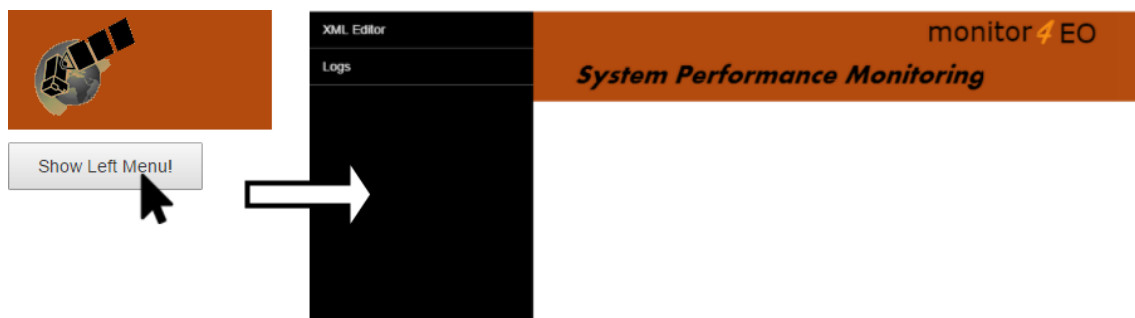 Show Left Menu!
XML Editor
Logs
monitor4EO
System Performance Monitoring